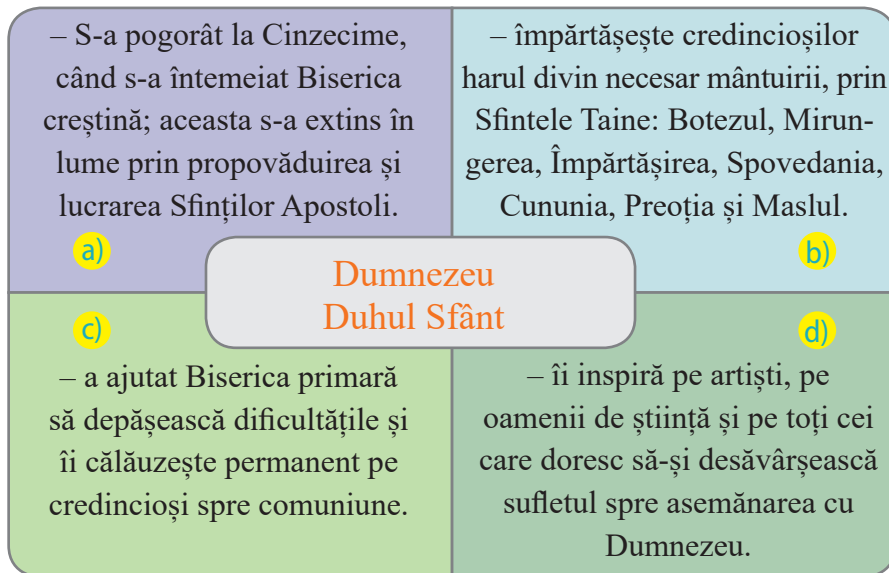 – S-a pogorât la Cinzecime,
când s-a întemeiat Biserica
creștină; aceasta s-a extins în
lume prin propovăduirea și
lucrarea Sfinților Apostoli.
a)
– împărtășește credincioșilor
harul divin necesar mântuirii, prin
Sfintele Taine: Botezul, Mirun-
gerea, Împărtășirea, Spovedania,
Cununia, Preoția și Maslul.
b)
Dumnezeu
Duhul Sfânt
c)
– a ajutat Biserica primară
să depășească dificultățile și
îi călăuzește permanent pe
credincioși spre comuniune.
d)
– îi inspiră pe artiști, pe
oamenii de știință și pe toți cei
care doresc să-și desăvârșească
sufletul spre asemănarea cu
Dumnezeu.